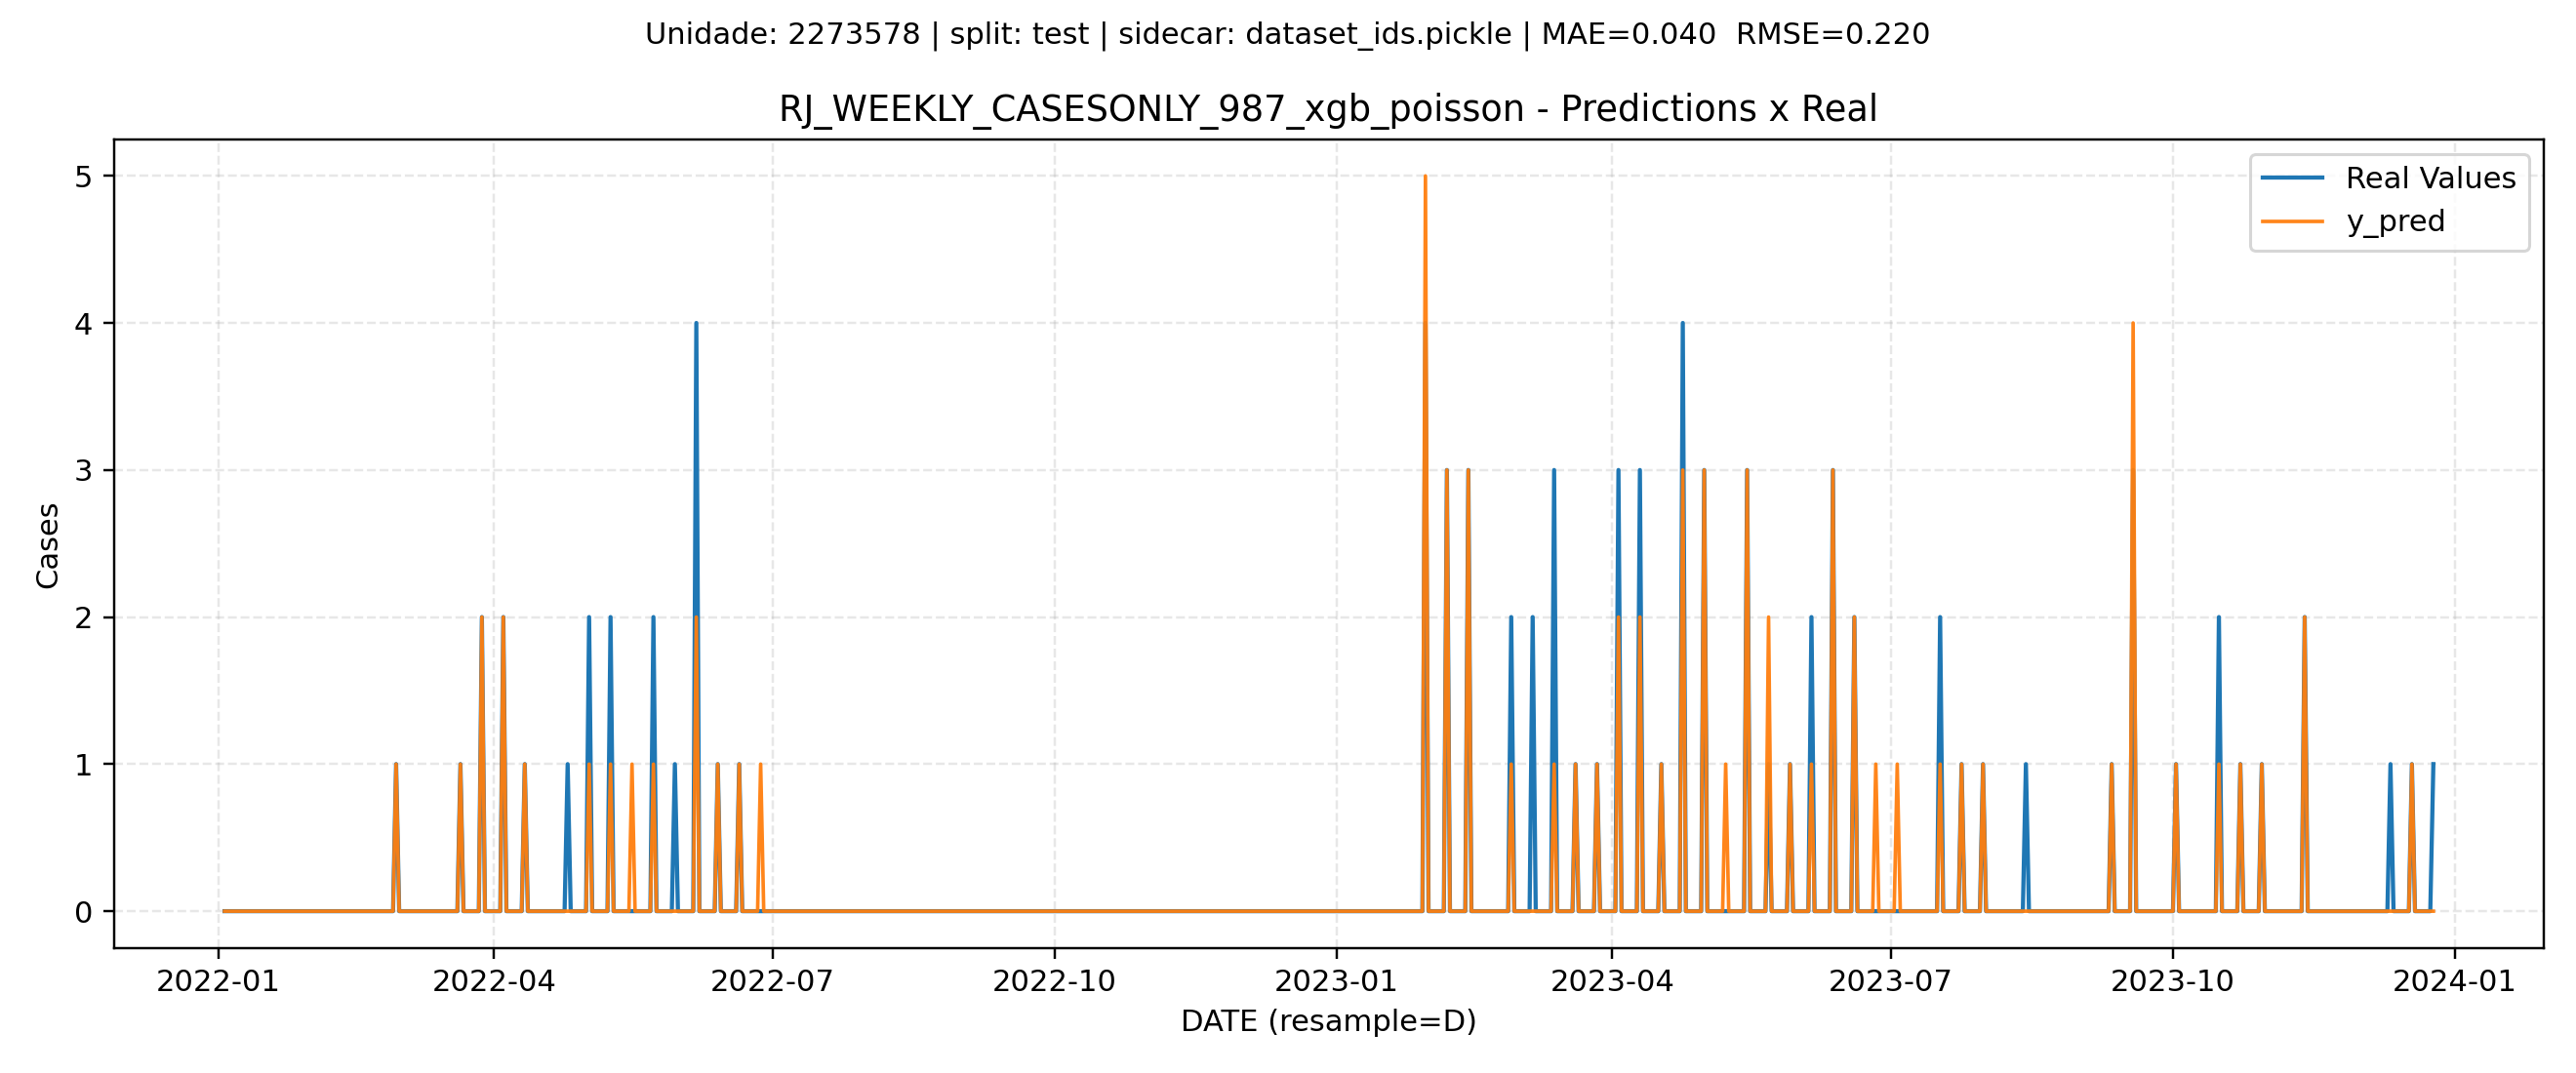 Unidade: 2273578 | split: test | sidecar: dataset_ids.pickle | MAE=0.040  RMSE=0.220
RJ_WEEKLY_CASESONLY_987_xgb_poisson - Predictions x Real
Real Values
y_pred
5
4
3
2
1
0
Cases
2022-01
2022-04
2022-07
2022-10
2023-01
2023-04
2023-07
2023-10
2024-01
DATE (resample=D)